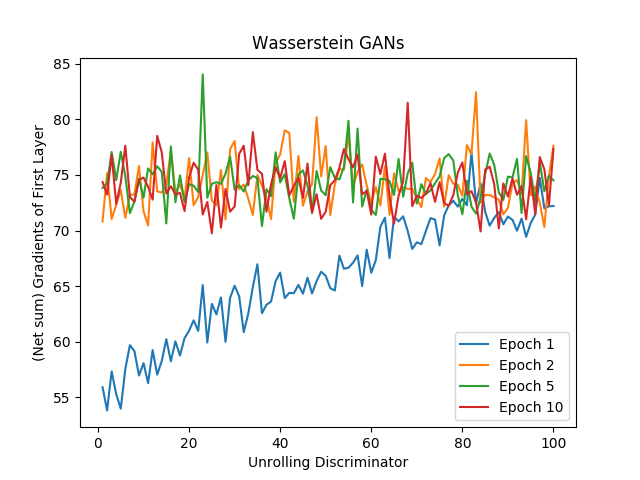 Wasserstein GANs
(Net sum) Gradients of First Layer
85
80
75
70
65
60
55
0 20 40 60 80 100
Unrolling Discriminator
Epoch 1
Epoch 2
Epoch 5
Epoch 10